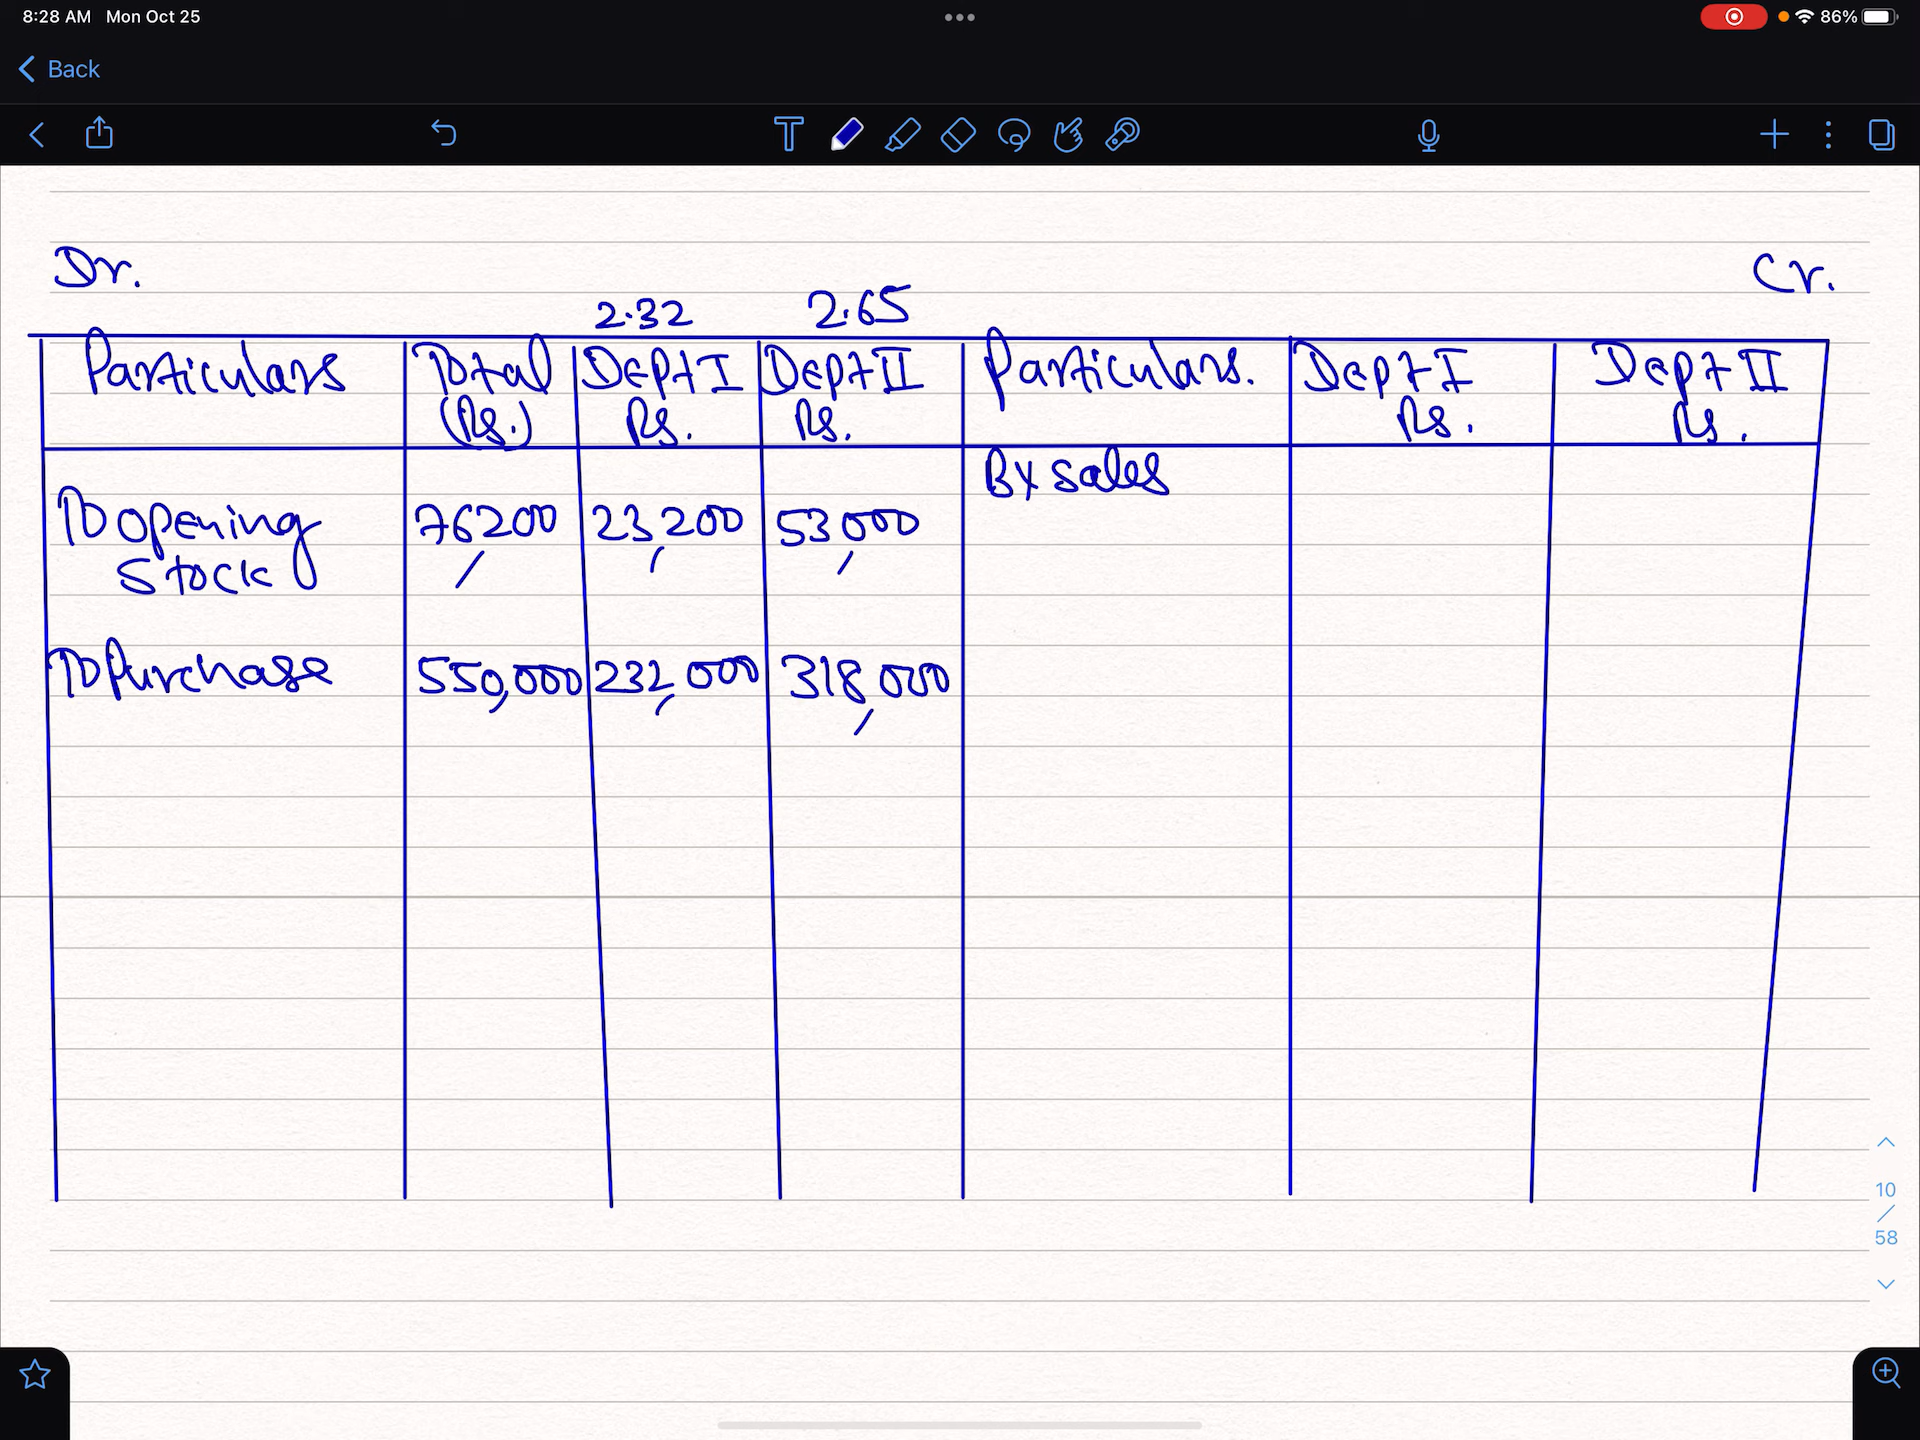 8:28 AM Mon Oct 25
86%
Back
Dr.
Cr.
2.32 2.65
Particulars Total Dept I Dept II Particulars. Dept I Dept II
(Rs.) Rs. Rs. Rs. Rs.
By sales
To opening 76200 23,200 53,000
Stock
To Purchase 550,000 232,000 318,000
10
/
58